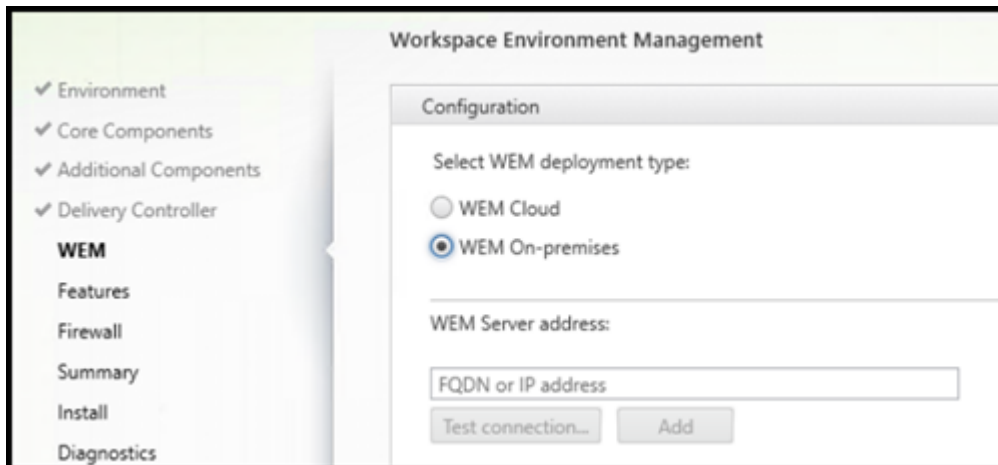 Workspace Environment Management
Environment
Core Components
Additional Components
Delivery Controller
WEM
Features
Firewall
Summary
Install
Diagnostics
Configuration
Select WEM deployment type:
WEM Cloud
WEM On-premises
WEM Server address:
FQDN or IP address
Test connection... Add